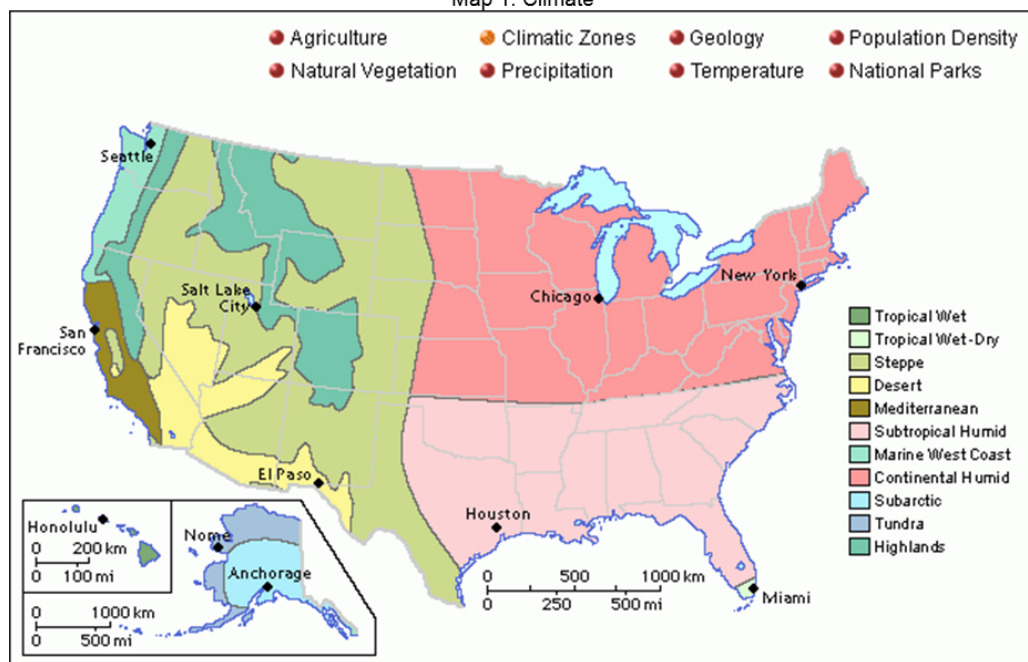 Map 1: Climate
Agriculture
Climatic Zones
Geology
Population Density
Natural Vegetation
Precipitation
Temperature
National Parks
Seattle
Salt Lake
City
San
Francisco
Chicago
New York
El Paso
Houston
Miami
Tropical Wet
Tropical Wet-Dry
Steppe
Desert
Mediterranean
Subtropical Humid
Marine West Coast
Continental Humid
Subarctic
Tundra
Highlands
Honolulu
0 200 km
0 100 mi
Nome
Anchorage
0 1000 km
0 500 mi
0 500 1000 km
0 250 500 mi